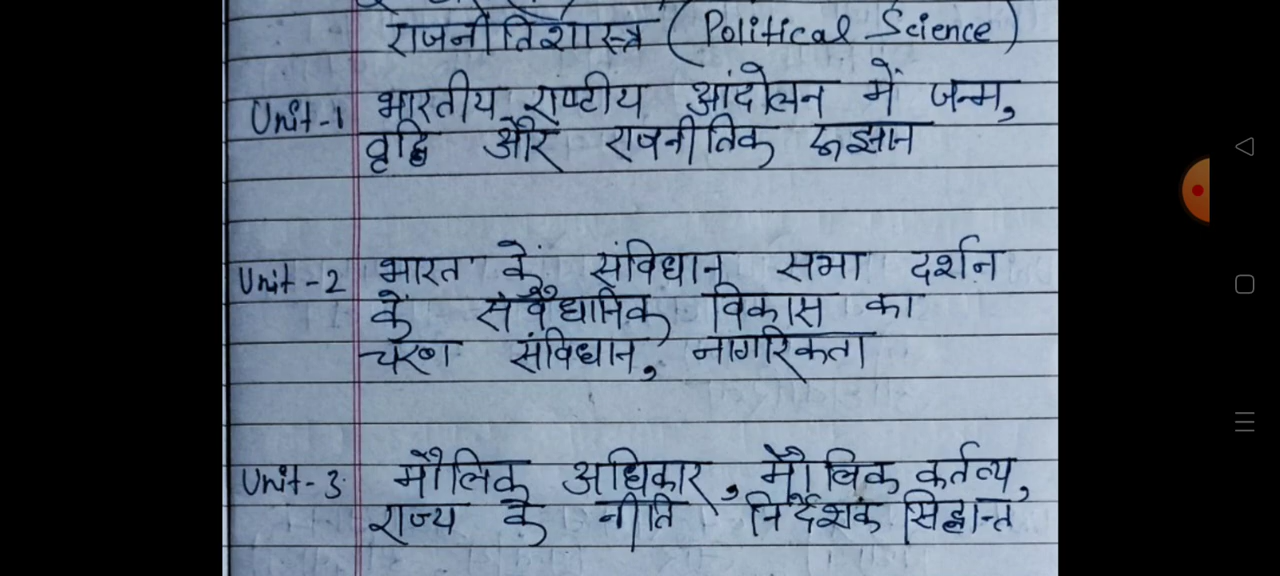 राजनीतिशास्त्र (Political Science)
Unit-1 भारतीय राष्टीय आंदोलन में जन्म,
वृद्धि और राजनीतिक रूझान
Unit-2 भारत के संविधान सभा दर्शन
के संवैधानिक विकास का
चरण संविधान, नागरिकता
Unit-3 मौलिक अधिकार, मौलिक कर्तव्य,
राज्य के नीति निर्देशक सिद्धान्त